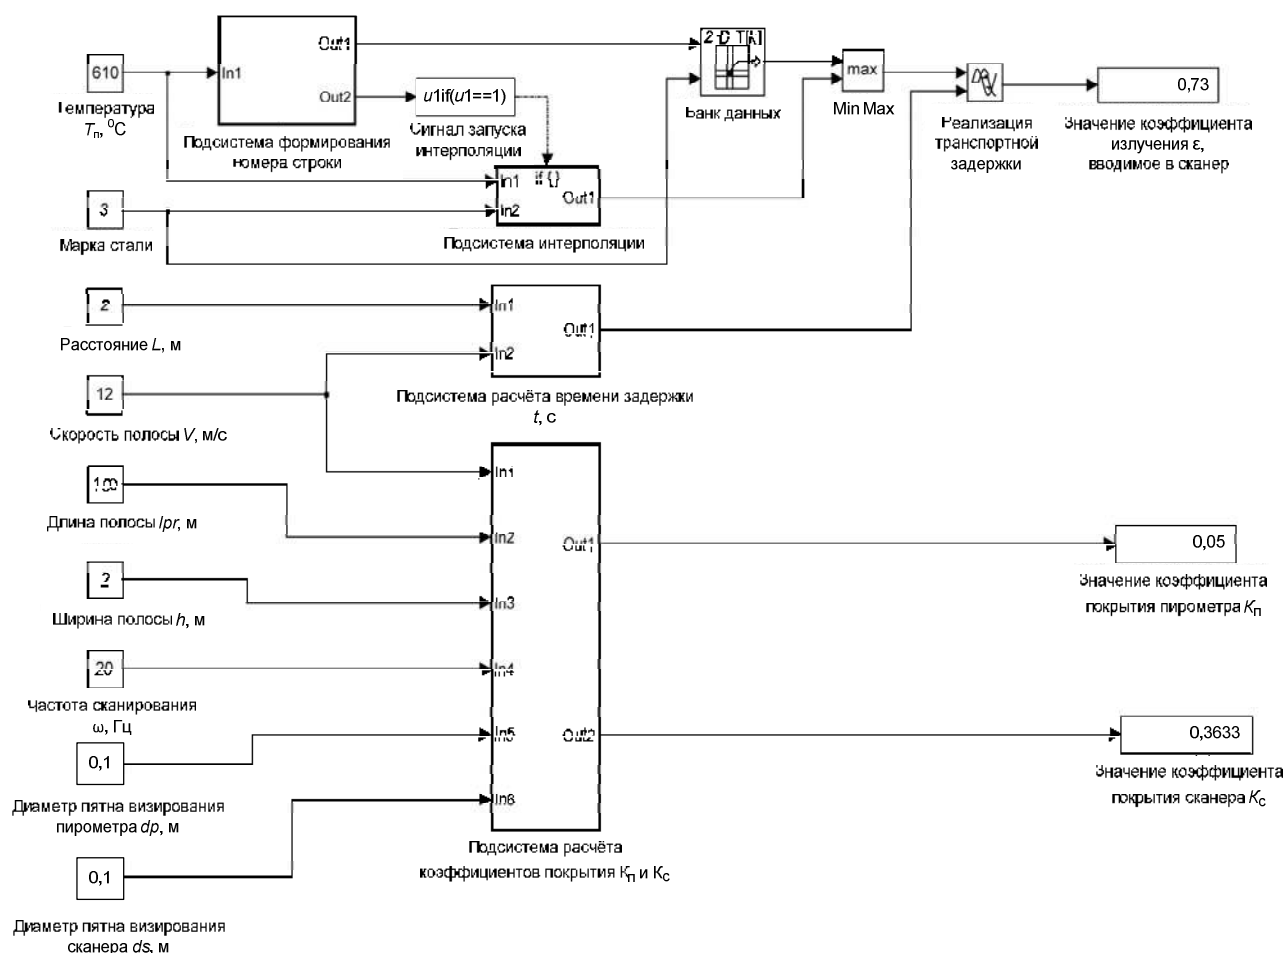 610
Температура
Tп, ⁰C
In1
Out1
Out2
Подсистема формирования
номера строки
u1if(u1==1)
Сигнал запуска
интерполяции
2-D T[k]
Банк данных
max
Min Max
Реализация
транспортной
задержки
0,73
Значение коэффициента
излучения ε,
вводимое в сканер
3
Марка стали
if { }
In1
In2
Out1
Подсистема интерполяции
2
Расстояние L, м
In1
In2
Out1
Подсистема расчёта времени задержки
t, с
12
Скорость полосы V, м/с
100
Длина полосы lpr, м
2
Ширина полосы h, м
20
Частота сканирования
ω, Гц
0,1
Диаметр пятна визирования
пирометра dp, м
0,1
Диаметр пятна визирования
сканера ds, м
In1
In2
In3
In4
In5
In6
Out1
Out2
Подсистема расчёта
коэффициентов покрытия Кп и Кс
0,05
Значение коэффициента
покрытия пирометра Kп
0,3633
Значение коэффициента
покрытия сканера Kс